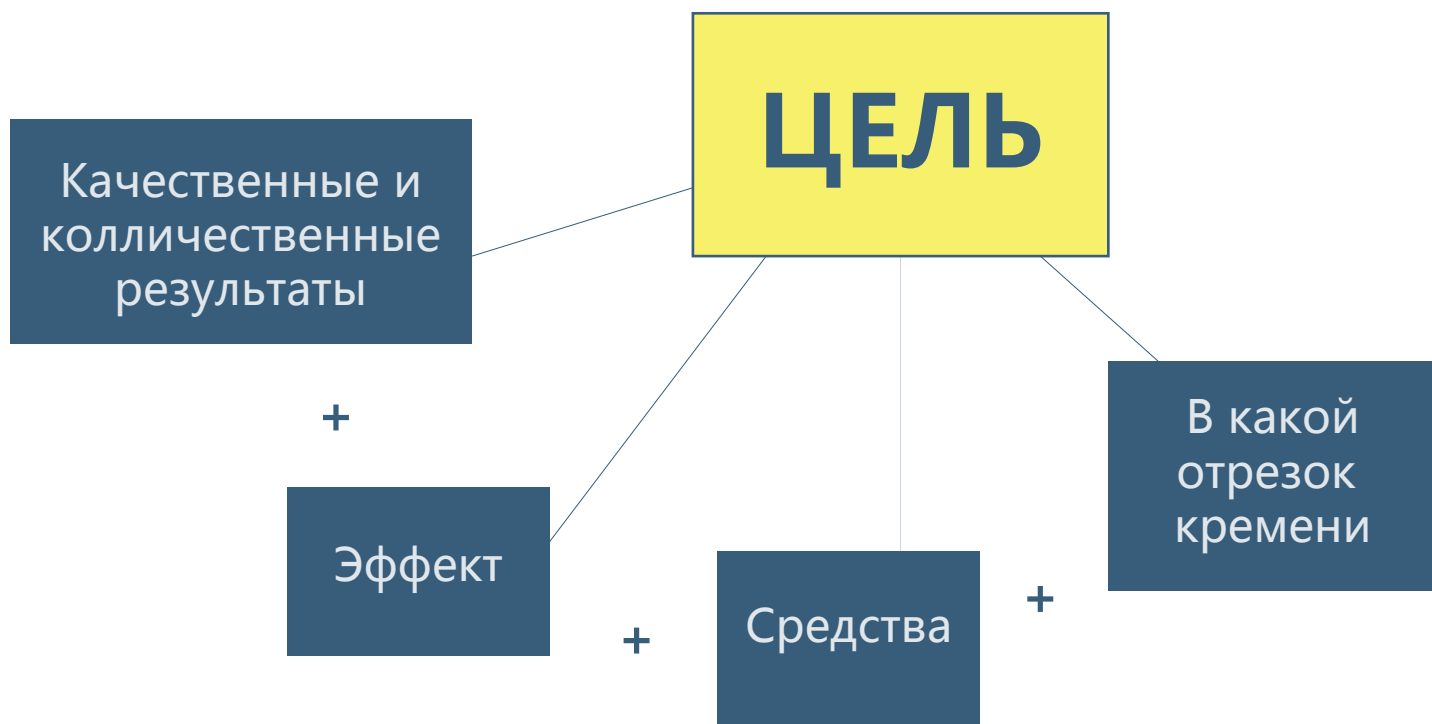 ЦЕЛЬ
Качественные и
колличественные
результаты
+
Эффект
+
Средства
+
В какой
отрезок
кремени